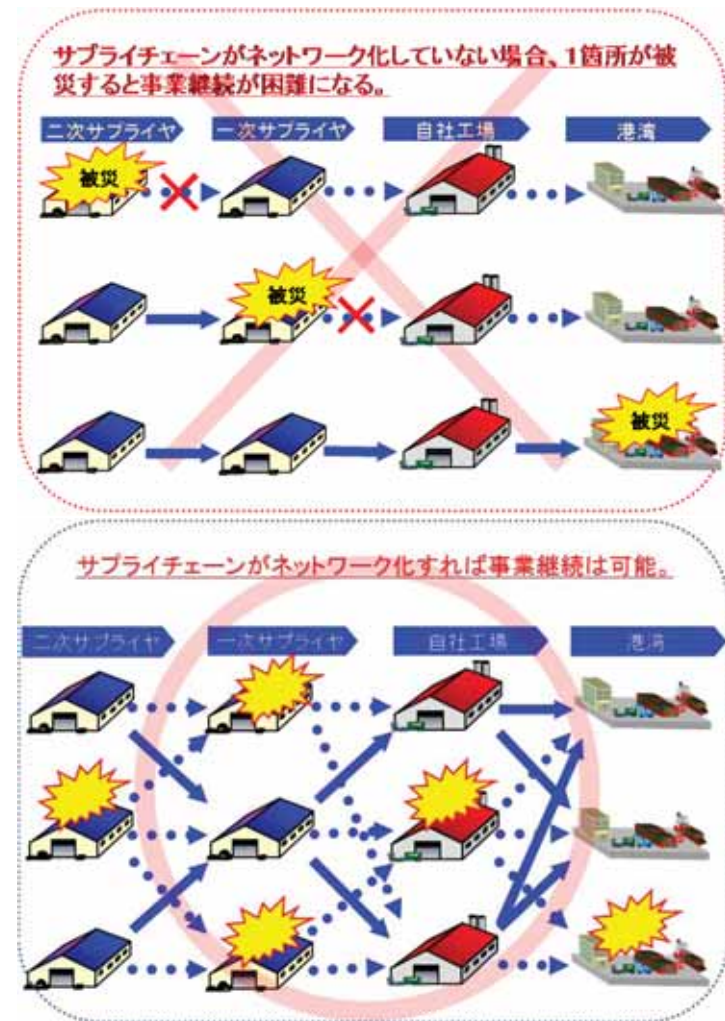 サプライチェーンがネットワーク化していない場合、1箇所が被
災すると事業継続が困難になる。
二次サプライヤ
一次サプライヤ
自社工場
港湾
被災
被災
被災
サプライチェーンがネットワーク化すれば事業継続は可能。
二次サプライヤ
一次サプライヤ
自社工場
港湾